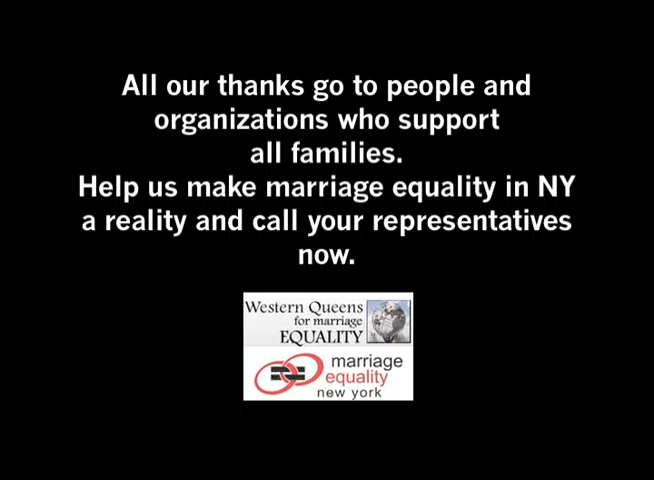 All our thanks go to people and
organizations who support
all families.
Help us make marriage equality in NY
a reality and call your representatives
now.
Western Queens
for marriage
EQUALITY
marriage
equality
new york